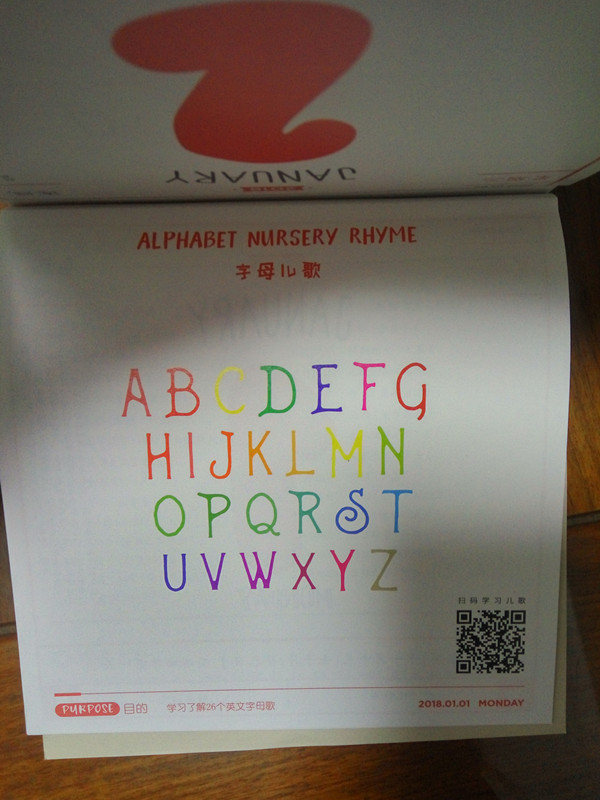 JANUARY
2018
ALPHABET NURSERY RHYME
字母儿歌
ABCDEFG
HIJKLMN
OPQRST
UVWXYZ
扫码学习儿歌
PURPOSE 目的 学习了解26个英文字母歌
2018.01.01 MONDAY